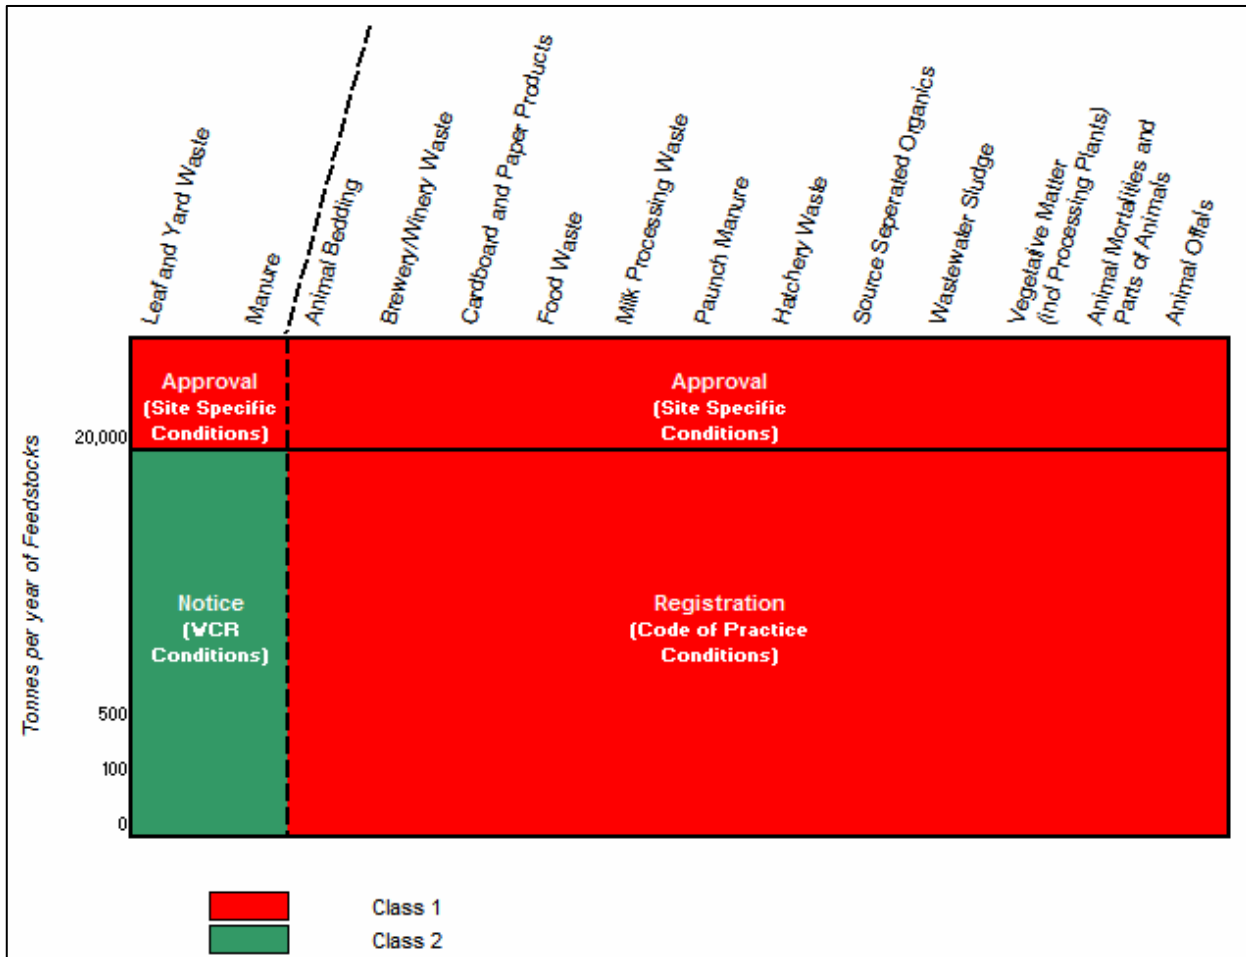 Leaf and Yard Waste
Manure
Animal Bedding
Brewery/Winery Waste
Cardboard and Paper Products
Food Waste
Milk Processing Waste
Paunch Manure
Hatchery Waste
Source Seperated Organics
Wastewater Sludge
Vegetative Matter
(incl Processing Plants)
Animal Mortalities and
Parts of Animals
Animal Offals
Tonnes per year of Feedstocks
20,000
500
100
0
Approval
(Site Specific
Conditions)
Approval
(Site Specific
Conditions)
Notice
(WCR
Conditions)
Registration
(Code of Practice
Conditions)
Class 1
Class 2